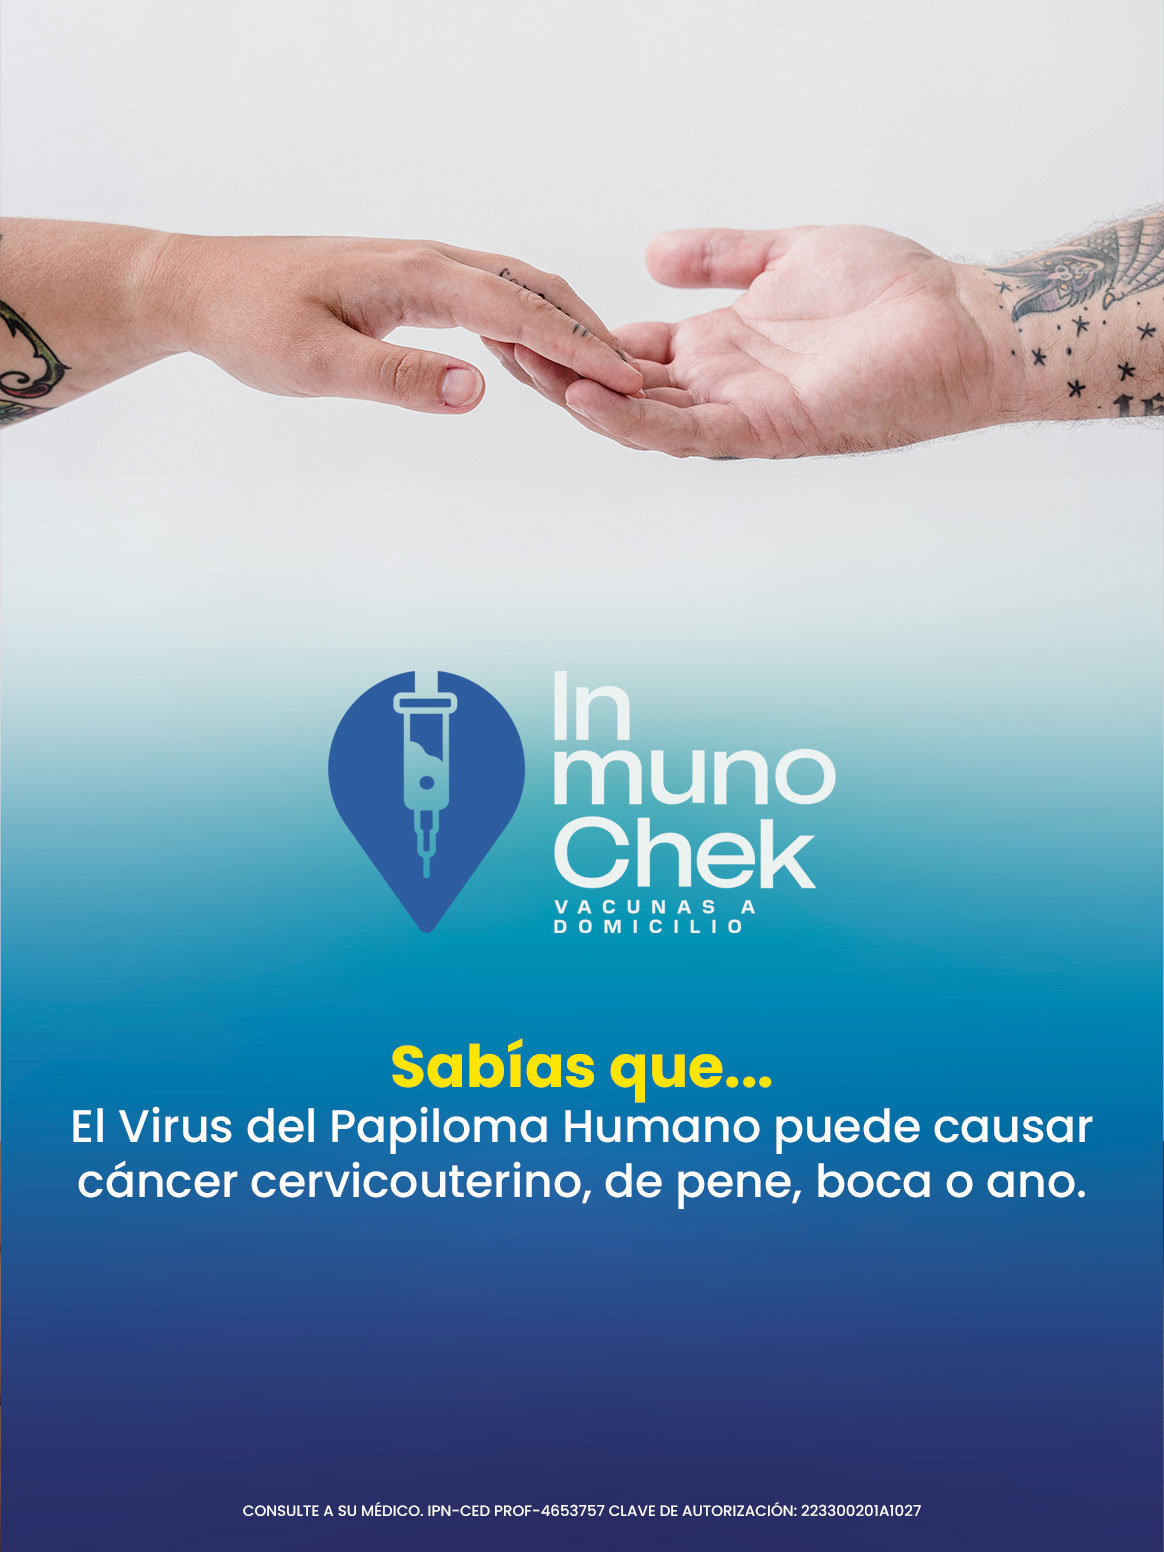 In
muno
Chek
VACUNAS A
DOMICILIO
Sabías que...
El Virus del Papiloma Humano puede causar
cáncer cervicouterino, de pene, boca o ano.
CONSULTE A SU MÉDICO. IPN-CED PROF-4653757 CLAVE DE AUTORIZACIÓN: 223300201A1027